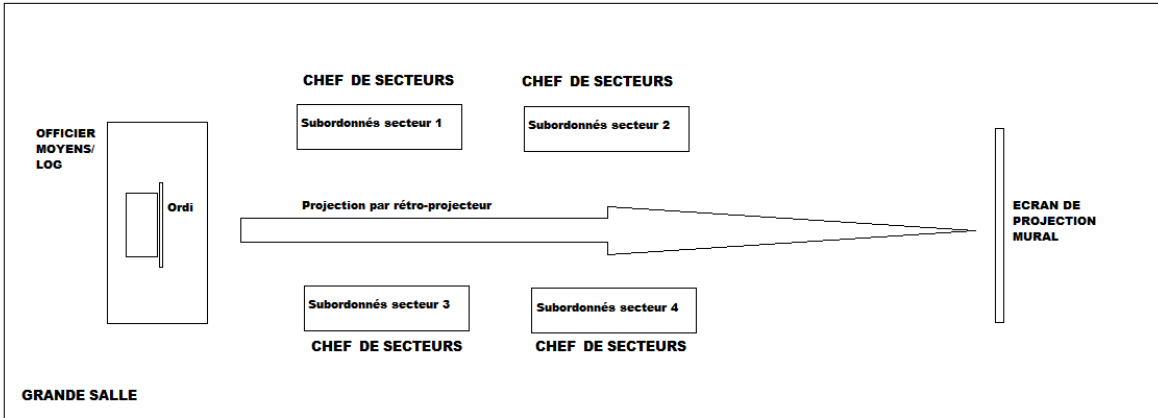 CHEF DE SECTEURS
CHEF DE SECTEURS
Subordonnés secteur 1
Subordonnés secteur 2
OFFICIER
MOYENS/
LOG
Ordi
Projection par rétro-projecteur
ECRAN DE
PROJECTION
MURAL
Subordonnés secteur 3
Subordonnés secteur 4
CHEF DE SECTEURS
CHEF DE SECTEURS
GRANDE SALLE